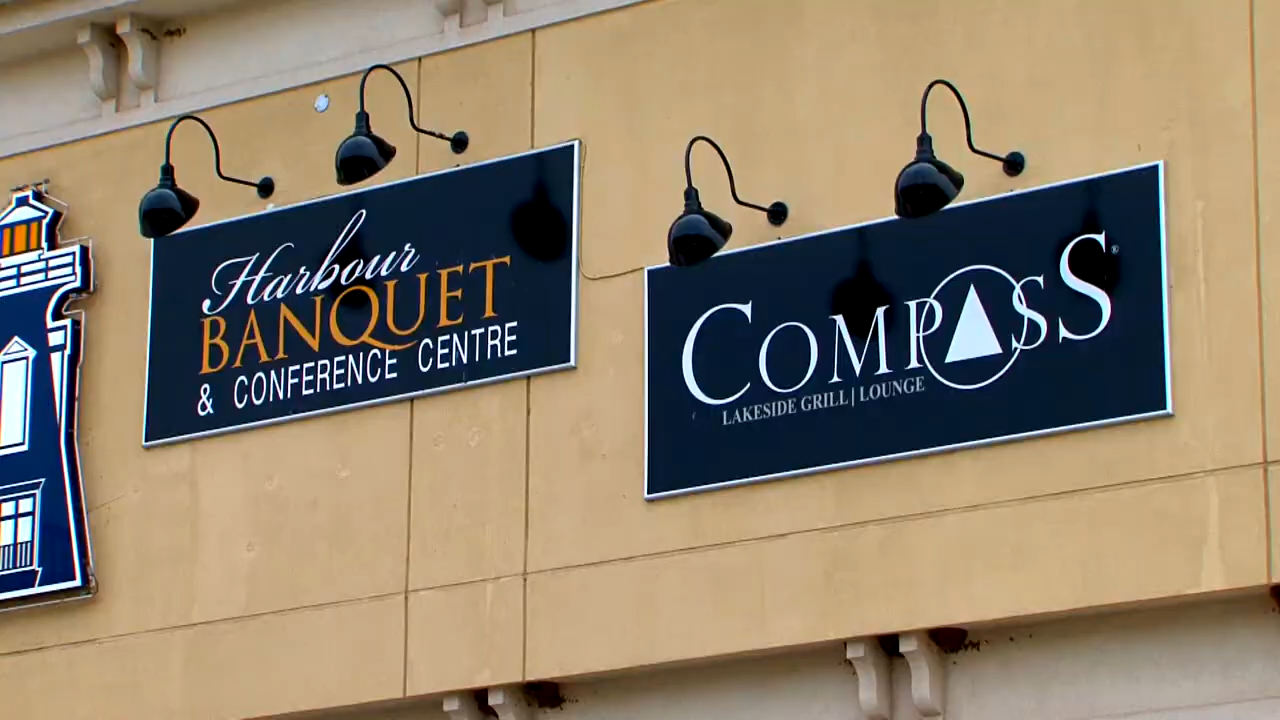 Harbour
BANQUET
& CONFERENCE CENTRE
COMPASS®
LAKESIDE GRILL | LOUNGE